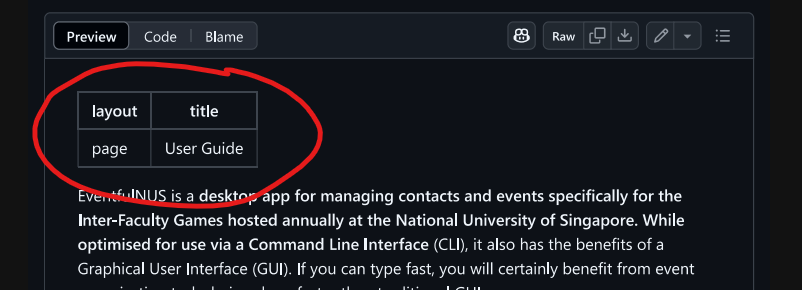 Preview Code Blame Raw
layout title
page User Guide
EventfulNUS is a desktop app for managing contacts and events specifically for the
Inter-Faculty Games hosted annually at the National University of Singapore. While
optimised for use via a Command Line Interface (CLI), it also has the benefits of a
Graphical User Interface (GUI). If you can type fast, you will certainly benefit from event